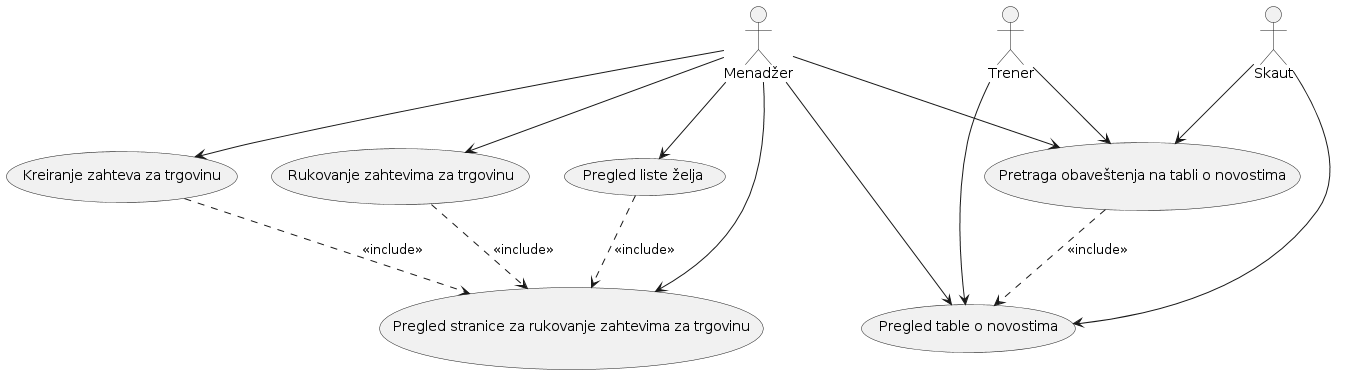 Menadžer
Trener
Skaut
Kreiranje zahteva za trgovinu
Rukovanje zahtevima za trgovinu
Pregled liste želja
Pretraga obaveštenja na tabli o novostima
«include»
«include»
«include»
«include»
Pregled stranice za rukovanje zahtevima za trgovinu
Pregled table o novostima